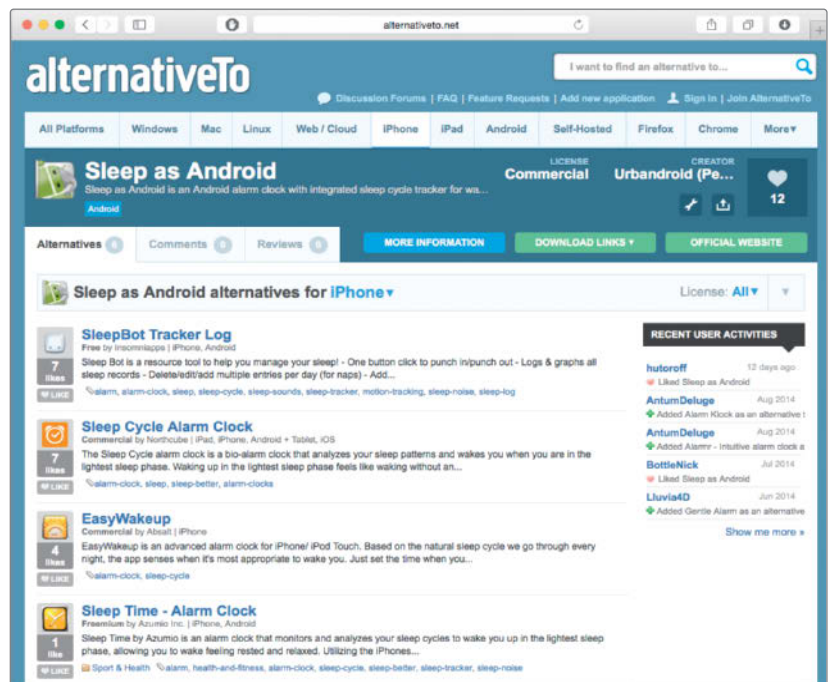 alternativeto.net
alternativeTo
I want to find an alternative to...
Discussion Forums | FAQ | Feature Requests | Add new application Sign in | Join AlternativeTo
All Platforms Windows Mac Linux Web / Cloud iPhone iPad Android Self-Hosted Firefox Chrome More▾
Sleep as Android
Sleep as Android is an Android alarm clock with integrated sleep cycle tracker for wa...
Android
LICENSE
Commercial
CREATOR
Urbandroid (Pe...
12
Alternatives Comments Reviews MORE INFORMATION DOWNLOAD LINKS ▾ OFFICIAL WEBSITE
Sleep as Android alternatives for iPhone▾ License: All▾
SleepBot Tracker Log
Free by Insomniapps | iPhone, Android
Sleep Bot is a resource tool to help you manage your sleep! - One button click to punch in/punch out - Logs & graphs all
sleep records - Delete/edit/add multiple entries per day (for naps) - Add...
alarm, alarm-clock, sleep, sleep-cycle, sleep-sounds, sleep-tracker, motion-tracking, sleep-noise, sleep-log
7
likes
LIKE
Sleep Cycle Alarm Clock
Commercial by Northcube | iPad, iPhone, Android + Tablet, iOS
The Sleep Cycle alarm clock is a bio-alarm clock that analyzes your sleep patterns and wakes you when you are in the
lightest sleep phase. Waking up in the lightest sleep phase feels like waking without an...
alarm-clock, sleep, sleep-better, alarm-clocks
7
likes
LIKE
EasyWakeup
Commercial by Absalt | iPhone
EasyWakeup is an advanced alarm clock for iPhone/ iPod Touch. Based on the natural sleep cycle we go through every
night, the app senses when it's most appropriate to wake you. Just set the time when you...
alarm-clock, sleep-cycle
4
likes
LIKE
Sleep Time - Alarm Clock
Freemium by Azumio Inc. | iPhone, Android
Sleep Time by Azumio is an alarm clock that monitors and analyzes your sleep cycles to wake you up in the lightest sleep
phase, allowing you to wake feeling rested and relaxed. Utilizing the iPhones...
Sport & Health alarm, health-and-fitness, alarm-clock, sleep-cycle, sleep-better, sleep-tracker, sleep-noise
1
like
LIKE
RECENT USER ACTIVITIES
hutoroff 12 days ago
Liked Sleep as Android
AntumDeluge Aug 2014
Added Alarm Klock as an alternative t
AntumDeluge Aug 2014
Added Alarmr - Intuitive alarm clock a
BottleNick Jul 2014
Liked Sleep as Android
Lluvia4D Jun 2014
Added Gentle Alarm as an alternative
Show me more »